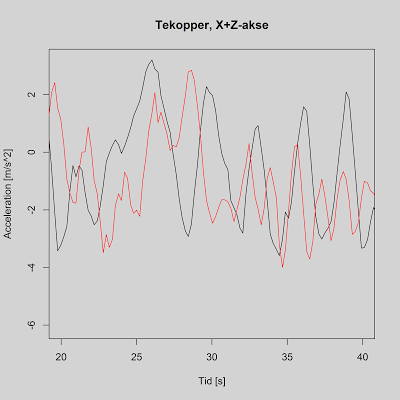 Tekopper, X+Z-akse
Acceleration [m/s^2]
2
0
-2
-4
-6
20 25 30 35 40
Tid [s]